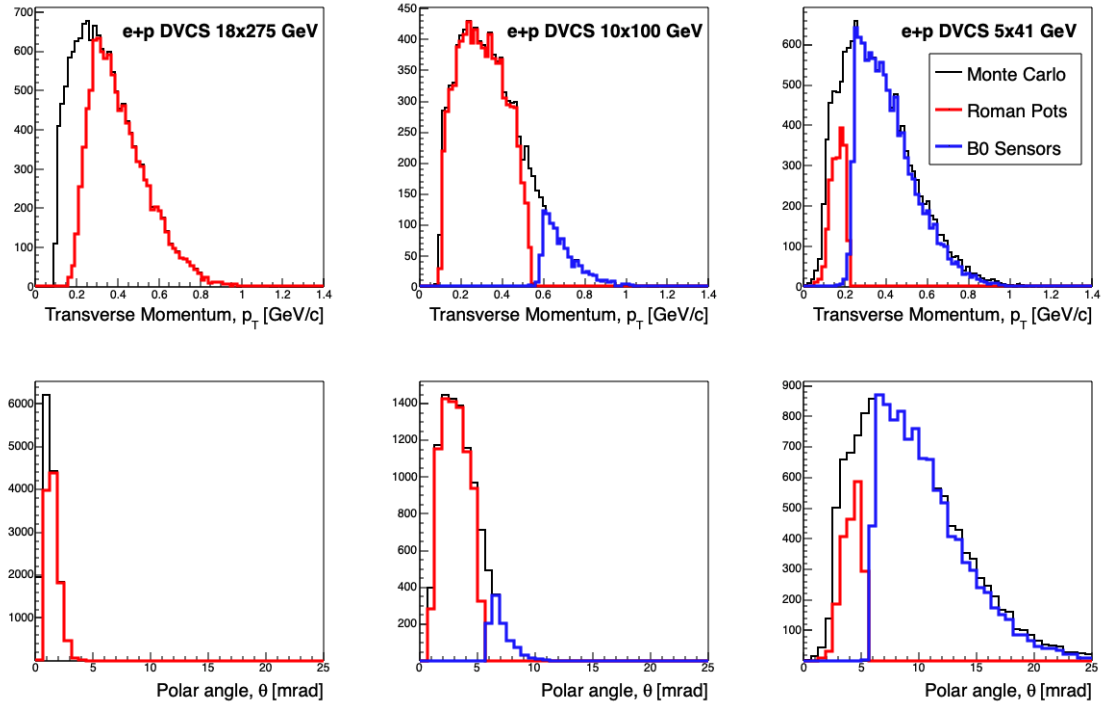 e+p DVCS 18x275 GeV
700
600
500
400
300
200
100
0
0 0.2 0.4 0.6 0.8 1 1.2 1.4
Transverse Momentum, p_T [GeV/c]
e+p DVCS 10x100 GeV
450
400
350
300
250
200
150
100
50
0
0 0.2 0.4 0.6 0.8 1 1.2 1.4
Transverse Momentum, p_T [GeV/c]
e+p DVCS 5x41 GeV
Monte Carlo
Roman Pots
B0 Sensors
600
500
400
300
200
100
0
0 0.2 0.4 0.6 0.8 1 1.2 1.4
Transverse Momentum, p_T [GeV/c]
6000
5000
4000
3000
2000
1000
0 5 10 15 20 25
Polar angle, θ [mrad]
1400
1200
1000
800
600
400
200
0 5 10 15 20 25
Polar angle, θ [mrad]
900
800
700
600
500
400
300
200
100
0
0 5 10 15 20 25
Polar angle, θ [mrad]